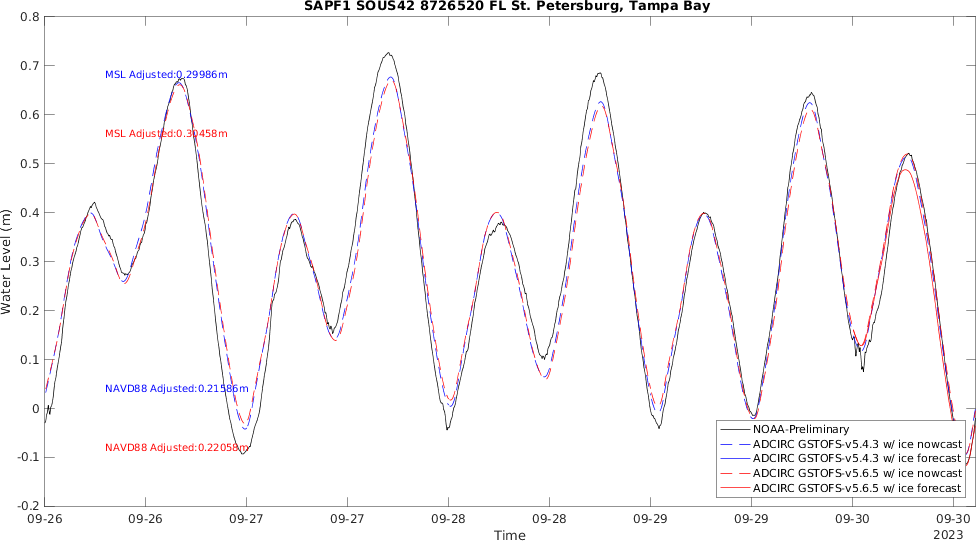 SAPF1 SOUS42 8726520 FL St. Petersburg, Tampa Bay
0.8
0.7
0.6
0.5
0.4
0.3
0.2
0.1
0
-0.1
-0.2
Water Level (m)
MSL Adjusted:0.29986m
MSL Adjusted:0.30458m
NAVD88 Adjusted:0.21586m
NAVD88 Adjusted:0.22058m
NOAA-Preliminary
ADCIRC GSTOFS-v5.4.3 w/ ice nowcast
ADCIRC GSTOFS-v5.4.3 w/ ice forecast
ADCIRC GSTOFS-v5.6.5 w/ ice nowcast
ADCIRC GSTOFS-v5.6.5 w/ ice forecast
09-26 09-26 09-27 09-27 09-28 09-28 09-29 09-29 09-30 09-30
Time
2023